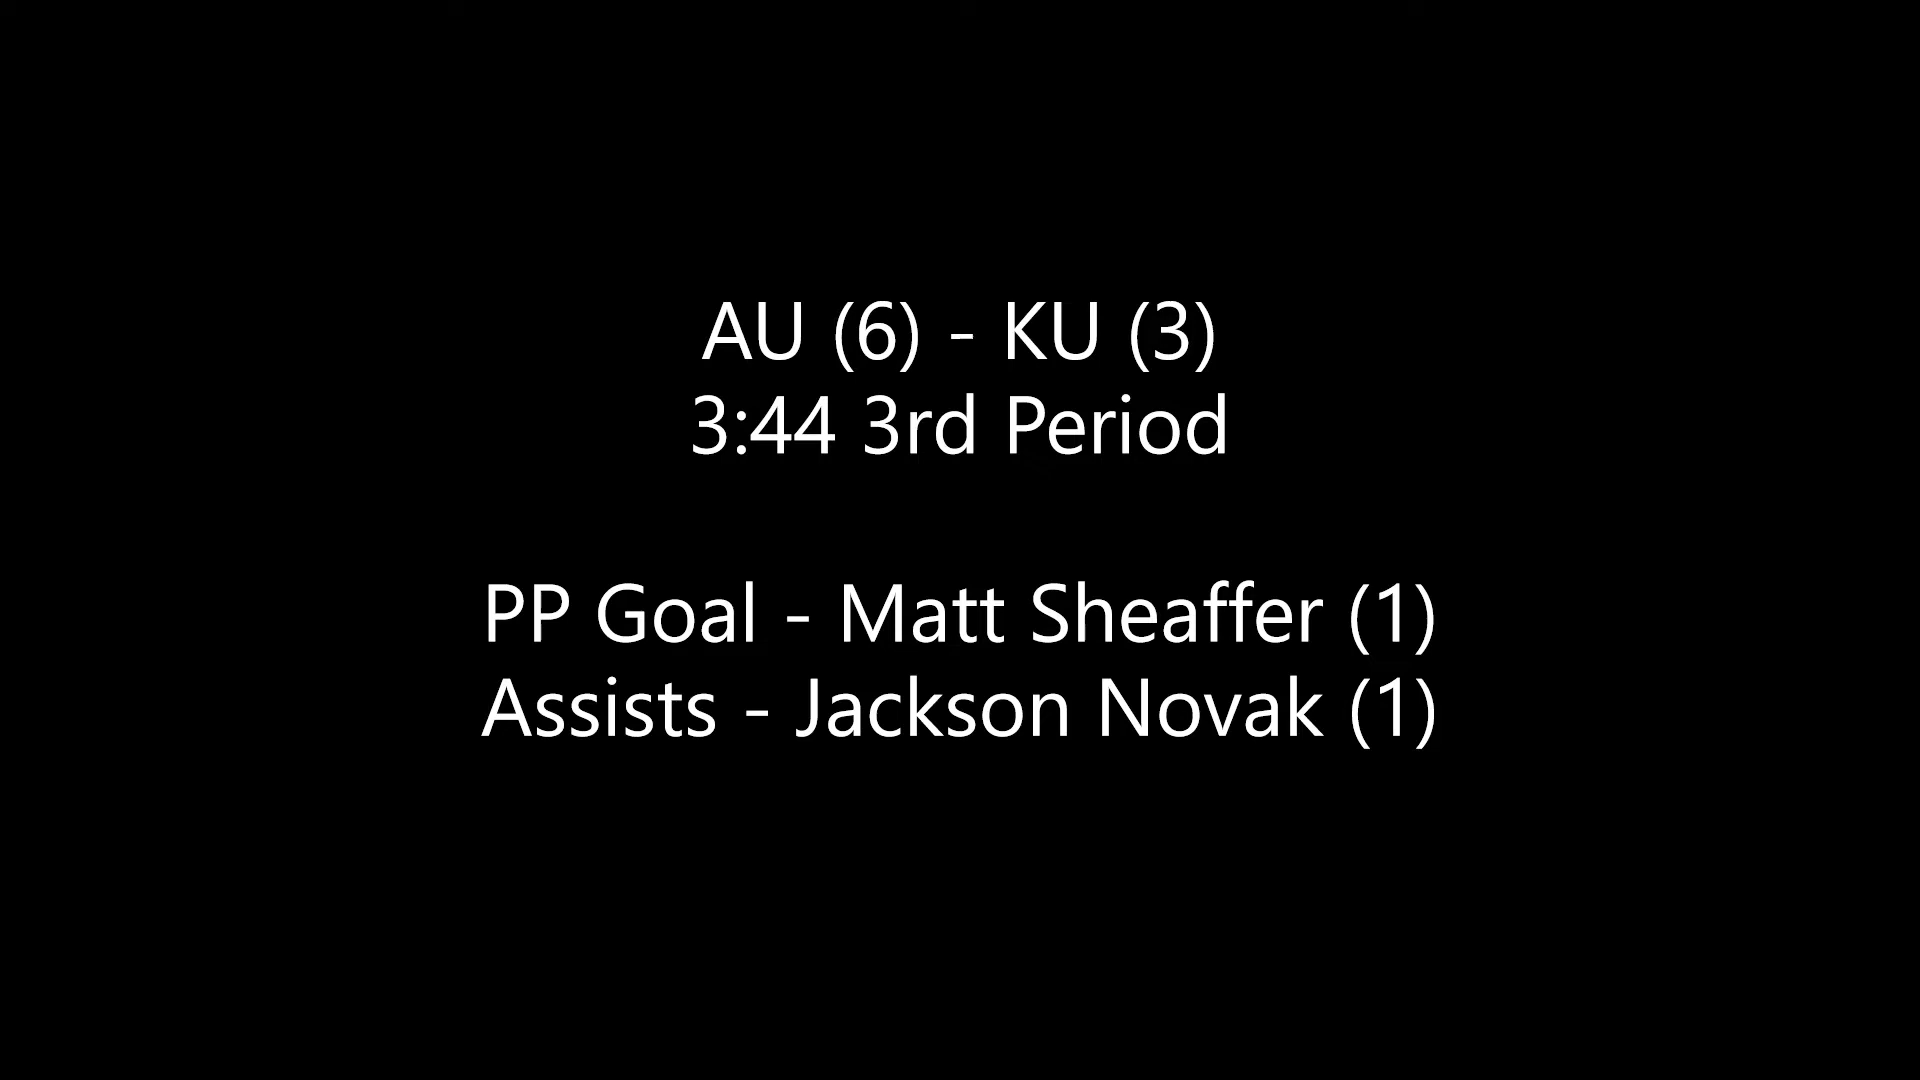 AU (6) - KU (3)
3:44 3rd Period
PP Goal - Matt Sheaffer (1)
Assists - Jackson Novak (1)